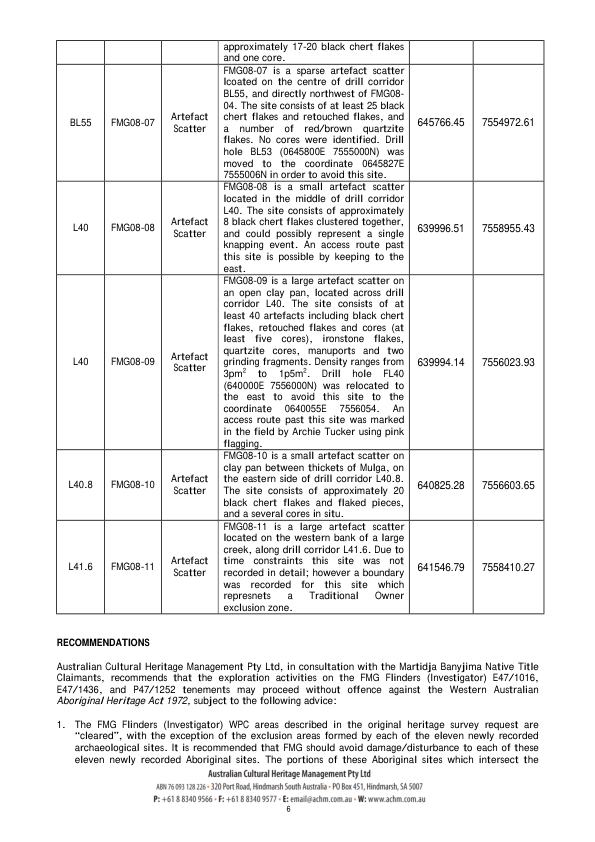 approximately 17-20 black chert flakes
and one core.
BL55
FMG08-07
Artefact
Scatter
FMG08-07 is a sparse artefact scatter
lcoated on the centre of drill corridor
BL55, and directly northwest of FMG08-
04. The site consists of at least 25 black
chert flakes and retouched flakes, and
a number of red/brown quartzite
flakes. No cores were identified. Drill
hole BL53 (0645800E 7555000N) was
moved to the coordinate 0645827E
7555006N in order to avoid this site.
645766.45
7554972.61
L40
FMG08-08
Artefact
Scatter
FMG08-08 is a small artefact scatter
located in the middle of drill corridor
L40. The site consists of approximately
8 black chert flakes clustered together,
and could possibly represent a single
knapping event. An access route past
this site is possible by keeping to the
east.
639996.51
7558955.43
L40
FMG08-09
Artefact
Scatter
FMG08-09 is a large artefact scatter on
an open clay pan, located across drill
corridor L40. The site consists of at
least 40 artefacts including black chert
flakes, retouched flakes and cores (at
least five cores), ironstone flakes,
quartzite cores, manuports and two
grinding fragments. Density ranges from
3pm² to 1p5m². Drill hole FL40
(640000E 7556000N) was relocated to
the east to avoid this site to the
coordinate 0640055E 7556054. An
access route past this site was marked
in the field by Archie Tucker using pink
flagging.
639994.14
7556023.93
L40.8
FMG08-10
Artefact
Scatter
FMG08-10 is a small artefact scatter on
clay pan between thickets of Mulga, on
the eastern side of drill corridor L40.8.
The site consists of approximately 20
black chert flakes and flaked pieces,
and a several cores in situ.
640825.28
7556603.65
L41.6
FMG08-11
Artefact
Scatter
FMG08-11 is a large artefact scatter
located on the western bank of a large
creek, along drill corridor L41.6. Due to
time constraints this site was not
recorded in detail; however a boundary
was recorded for this site which
represnets a Traditional Owner
exclusion zone.
641546.79
7558410.27
RECOMMENDATIONS
Australian Cultural Heritage Management Pty Ltd, in consultation with the Martidja Banyjima Native Title
Claimants, recommends that the exploration activities on the FMG Flinders (Investigator) E47/1016,
E47/1436, and P47/1252 tenements may proceed without offence against the Western Australian
Aboriginal Heritage Act 1972, subject to the following advice:
1. The FMG Flinders (Investigator) WPC areas described in the original heritage survey request are
“cleared”, with the exception of the exclusion areas formed by each of the eleven newly recorded
archaeological sites. It is recommended that FMG should avoid damage/disturbance to each of these
eleven newly recorded Aboriginal sites. The portions of these Aboriginal sites which intersect the
Australian Cultural Heritage Management Pty Ltd
ABN 76 093 128 226 • 320 Port Road, Hindmarsh South Australia • PO Box 451, Hindmarsh, SA 5007
P: +61 8 8340 9566 • F: +61 8 8340 9577 • E: email@achm.com.au • W: www.achm.com.au
6